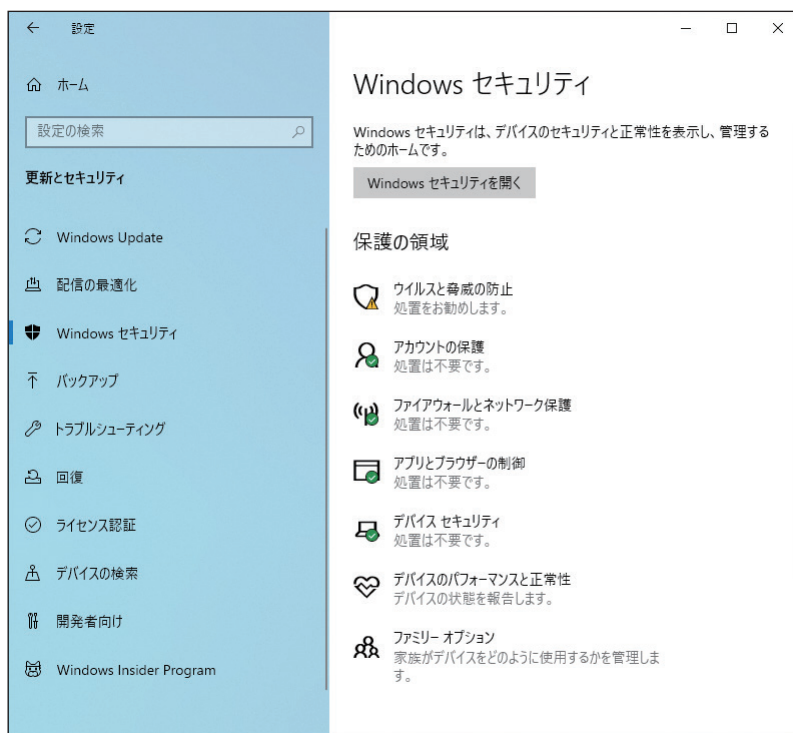 設定
ホーム
設定の検索
更新とセキュリティ
Windows Update
配信の最適化
Windows セキュリティ
バックアップ
トラブルシューティング
回復
ライセンス認証
デバイスの検索
開発者向け
Windows Insider Program
Windows セキュリティ
Windows セキュリティは、デバイスのセキュリティと正常性を表示し、管理する
ためのホームです。
Windows セキュリティを開く
保護の領域
ウイルスと脅威の防止
処置をお勧めします。
アカウントの保護
処置は不要です。
ファイアウォールとネットワーク保護
処置は不要です。
アプリとブラウザーの制御
処置は不要です。
デバイス セキュリティ
処置は不要です。
デバイスのパフォーマンスと正常性
デバイスの状態を報告します。
ファミリー オプション
家族がデバイスをどのように使用するかを管理しま
す。